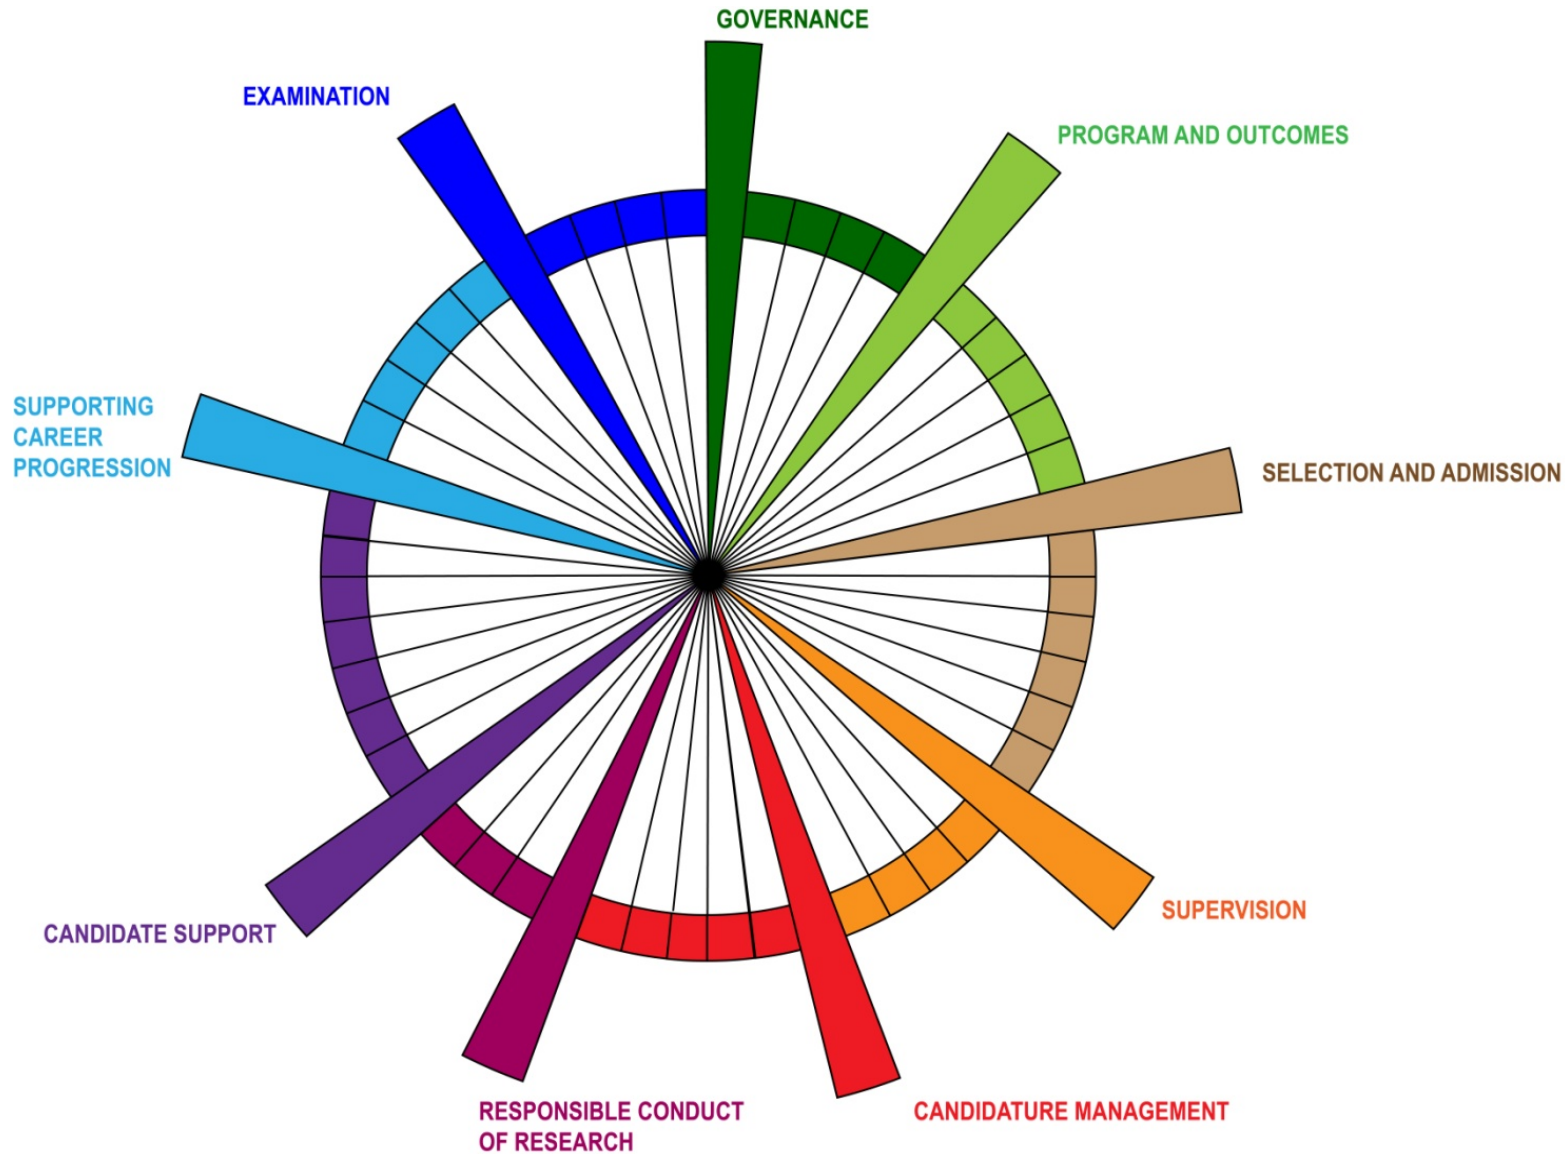 GOVERNANCE
EXAMINATION
PROGRAM AND OUTCOMES
SUPPORTING
CAREER
PROGRESSION
SELECTION AND ADMISSION
CANDIDATE SUPPORT
SUPERVISION
RESPONSIBLE CONDUCT
OF RESEARCH
CANDIDATURE MANAGEMENT